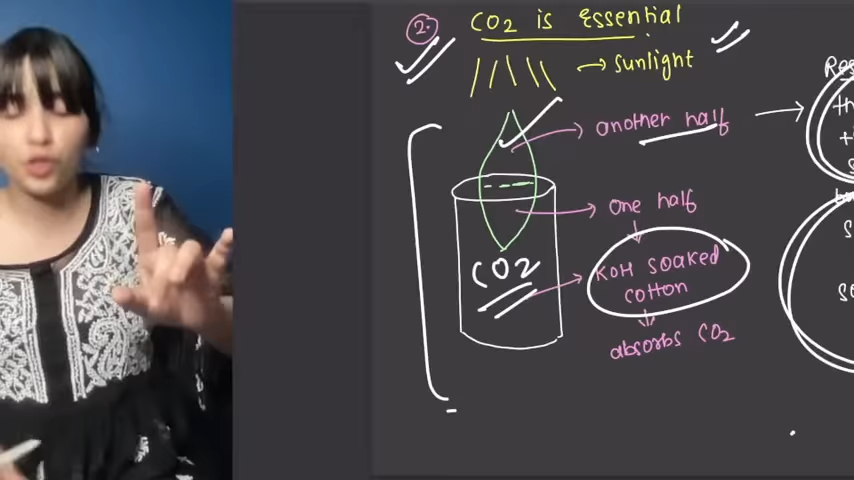 2. CO2 is Essential
→ sunlight
another half
one half
CO2
KOH soaked
cotton
absorbs CO2